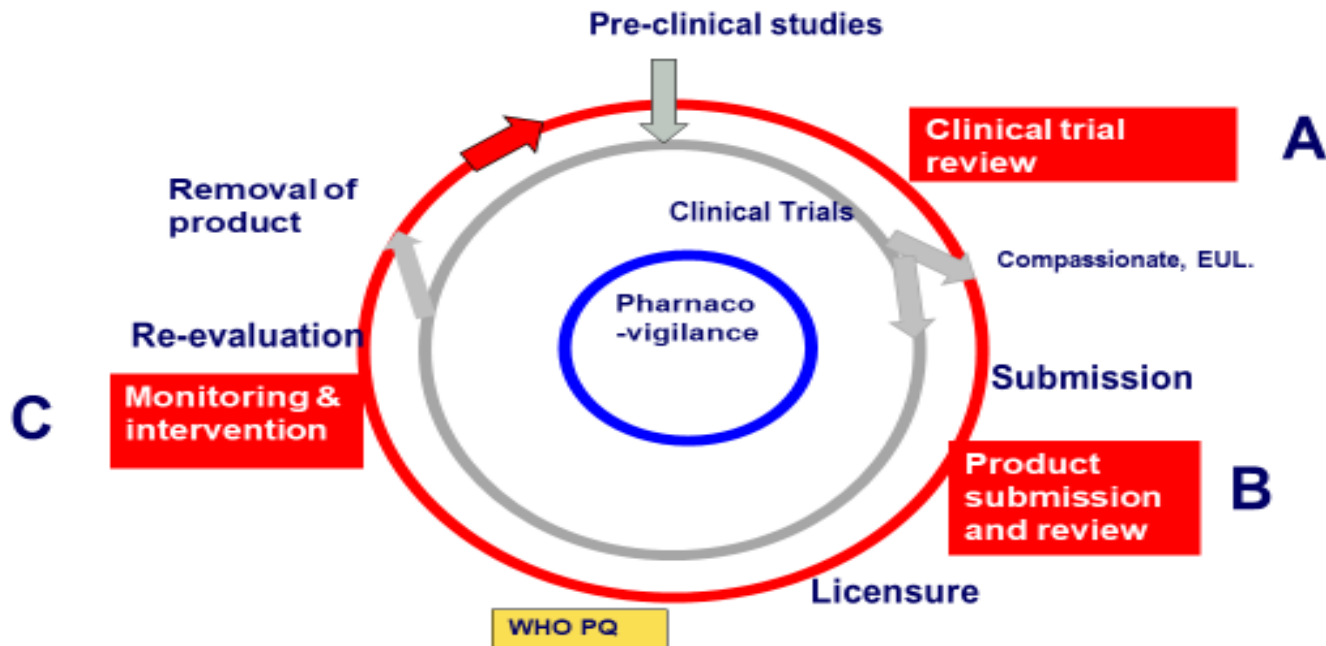 Pre-clinical studies
Clinical trial
review
A
Removal of
product
Clinical Trials
Compassionate, EUL.
Pharnaco
-vigilance
Re-evaluation
Submission
C
Monitoring &
intervention
Product
submission
and review
B
Licensure
WHO PQ